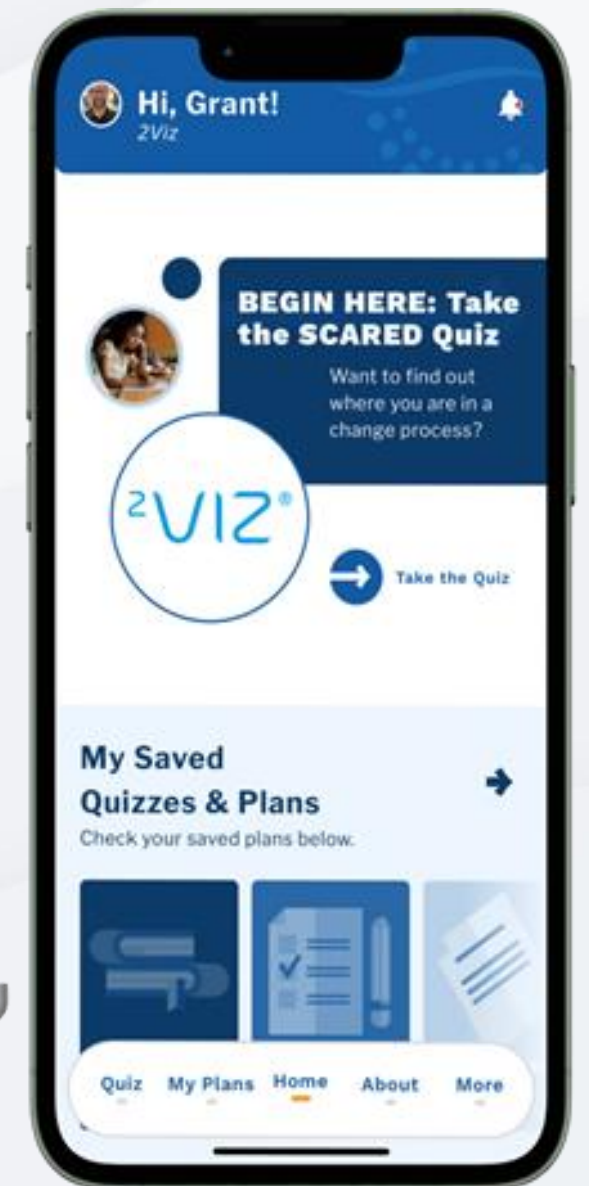 Hi, Grant!
2Viz
BEGIN HERE: Take
the SCARED Quiz
Want to find out
where you are in a
change process?
²VIZ®
Take the Quiz
My Saved
Quizzes & Plans
Check your saved plans below.
Quiz My Plans Home About More